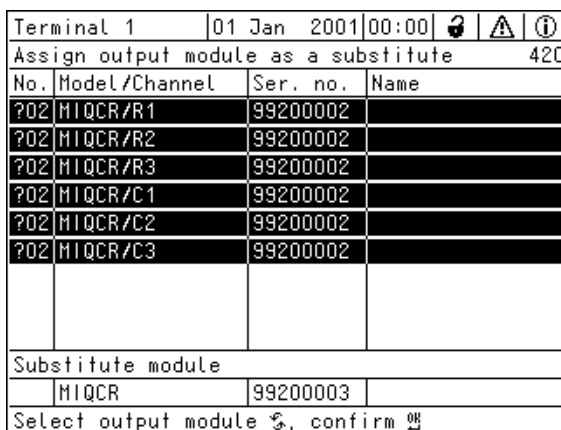 Terminal 1 01 Jan 2001 00:00
Assign output module as a substitute 420
No. Model/Channel Ser. no. Name
?02 MIQCR/R1 99200002
?02 MIQCR/R2 99200002
?02 MIQCR/R3 99200002
?02 MIQCR/C1 99200002
?02 MIQCR/C2 99200002
?02 MIQCR/C3 99200002
Substitute module
MIQCR 99200003
Select output module , confirm OK